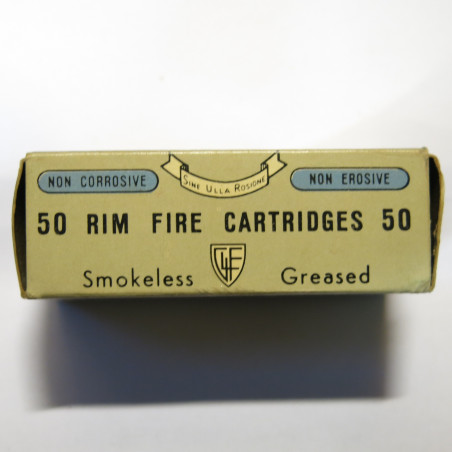 NON CORROSIVE SINE ULLA ROSIONE NON EROSIVE
50 RIM FIRE CARTRIDGES 50
Smokeless Greased